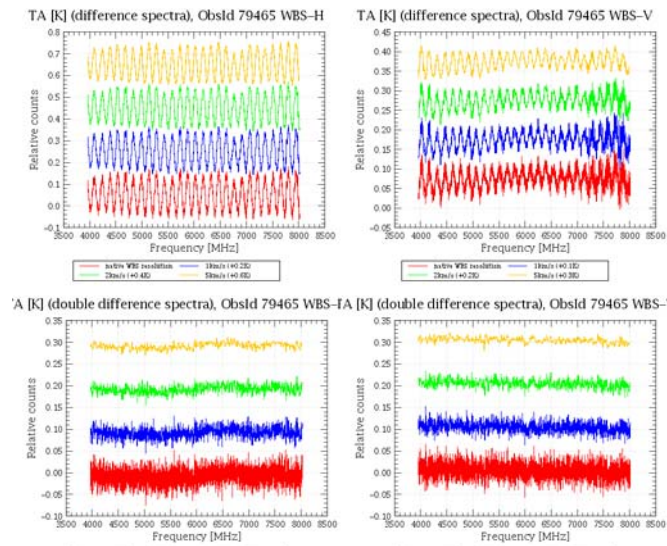 TA [K] (difference spectra), ObsId 79465 WBS-H
0.8
0.7
0.6
0.5
0.4
0.3
0.2
0.1
0.0
-0.1
Relative counts
3500 4000 4500 5000 5500 6000 6500 7000 7500 8000 8500
Frequency [MHz]
native WBS resolution
1km/s (+0.2K)
2km/s (+0.4K)
5km/s (+0.6K)
TA [K] (difference spectra), ObsId 79465 WBS-V
0.45
0.40
0.35
0.30
0.25
0.20
0.15
0.10
0.05
0.00
-0.05
Relative counts
3500 4000 4500 5000 5500 6000 6500 7000 7500 8000 8500
Frequency [MHz]
native WBS resolution
1km/s (+0.1K)
2km/s (+0.2K)
5km/s (+0.3K)
A [K] (double difference spectra), ObsId 79465 WBS-
0.35
0.30
0.25
0.20
0.15
0.10
0.05
0.00
-0.05
-0.10
Relative counts
3500 4000 4500 5000 5500 6000 6500 7000 7500 8000 8500
Frequency [MHz]
A [K] (double difference spectra), ObsId 79465 WBS-
0.35
0.30
0.25
0.20
0.15
0.10
0.05
0.00
-0.05
-0.10
Relative counts
3500 4000 4500 5000 5500 6000 6500 7000 7500 8000 8500
Frequency [MHz]